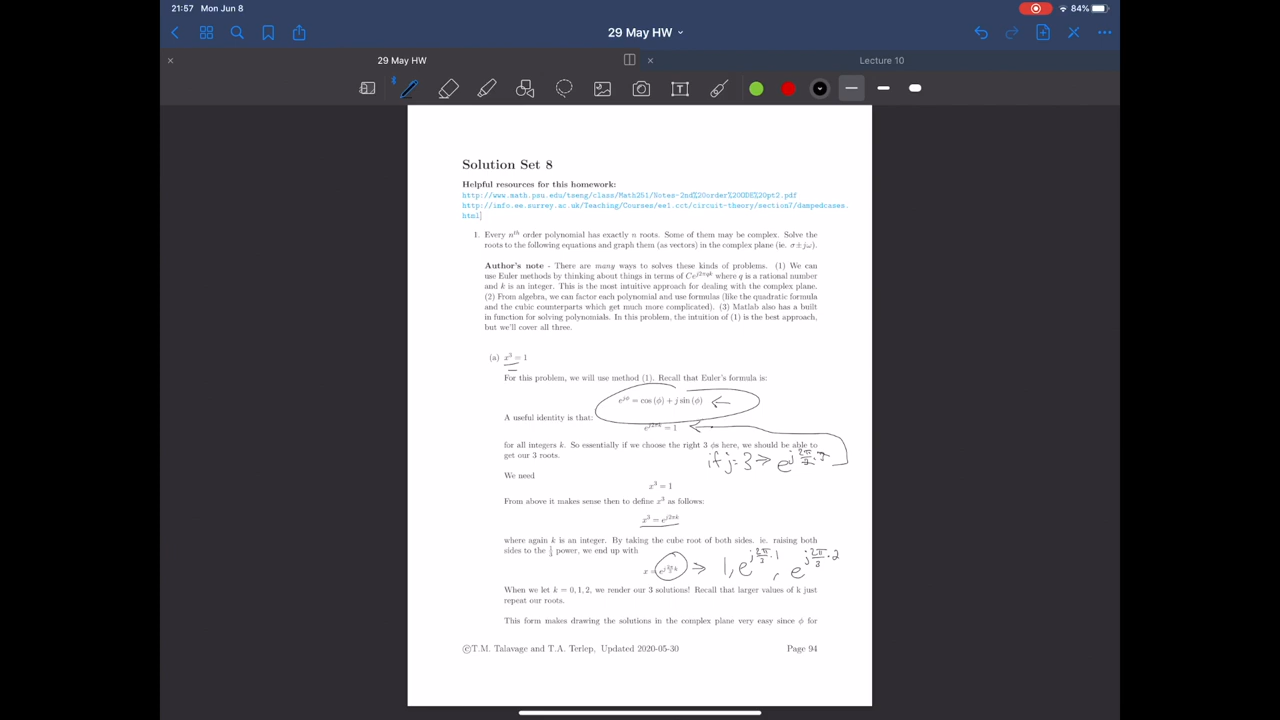 21:57 Mon Jun 8
84%
29 May HW
29 May HW
Lecture 10
Solution Set 8
Helpful resources for this homework:
http://www.math.psu.edu/tseng/class/Math251/Notes-2nd%20order%20ODE%20pt2.pdf
http://info.ee.surrey.ac.uk/Teaching/Courses/ee1.cct/circuit-theory/section7/dampedcases.
html]
1. Every nᵗʰ order polynomial has exactly n roots. Some of them may be complex. Solve the
roots to the following equations and graph them (as vectors) in the complex plane (ie. σ±jω).
Author's note - There are many ways to solves these kinds of problems. (1) We can
use Euler methods by thinking about things in terms of Ce^{j2πqk} where q is a rational number
and k is an integer. This is the most intuitive approach for dealing with the complex plane.
(2) From algebra, we can factor each polynomial and use formulas (like the quadratic formula
and the cubic counterparts which get much more complicated). (3) Matlab also has a built
in function for solving polynomials. In this problem, the intuition of (1) is the best approach,
but we'll cover all three.
(a) x³ = 1
For this problem, we will use method (1). Recall that Euler's formula is:
e^{jφ} = cos (φ) + j sin (φ) ←
A useful identity is that:
e^{j2πk} = 1 ←
for all integers k. So essentially if we choose the right 3 φs here, we should be able to
get our 3 roots.
if j=3 ⇒ e^{j 2π/3 · 3}
We need
x³ = 1
From above it makes sense then to define x³ as follows:
x³ = e^{j2πk}
where again k is an integer. By taking the cube root of both sides. ie. raising both
sides to the 1/3 power, we end up with
x = e^{j 2π/3 k} ⇒ 1, e^{j 2π/3 · 1}, e^{j 2π/3 · 2}
When we let k = 0, 1, 2, we render our 3 solutions! Recall that larger values of k just
repeat our roots.
This form makes drawing the solutions in the complex plane very easy since φ for
©T.M. Talavage and T.A. Terlep, Updated 2020-05-30
Page 94